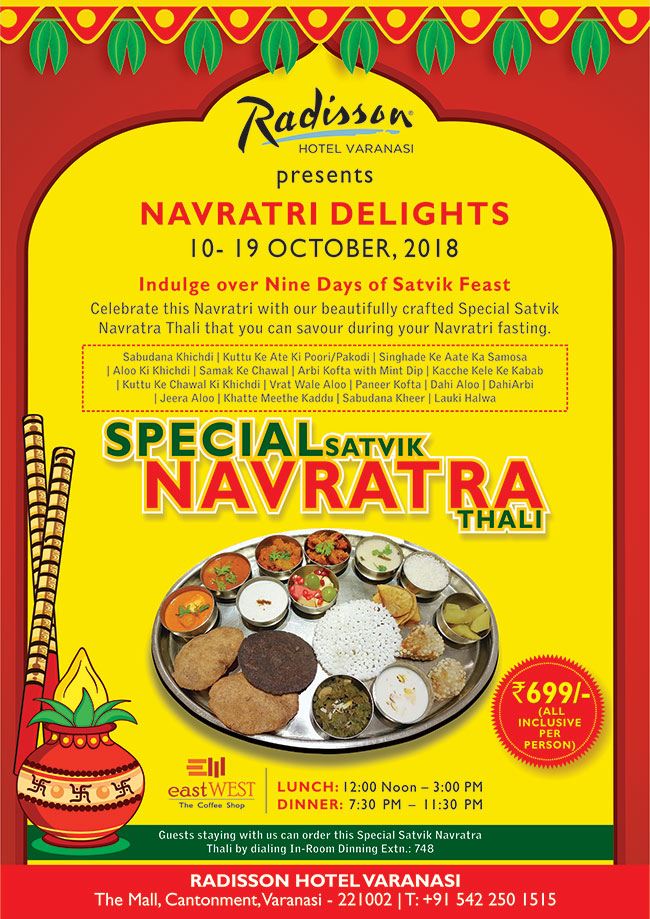 Radisson
HOTEL VARANASI
presents
NAVRATRI DELIGHTS
10- 19 OCTOBER, 2018
Indulge over Nine Days of Satvik Feast
Celebrate this Navratri with our beautifully crafted Special Satvik
Navratra Thali that you can savour during your Navratri fasting.
Sabudana Khichdi | Kuttu Ke Ate Ki Poori/Pakodi | Singhade Ke Aate Ka Samosa
| Aloo Ki Khichdi | Samak Ke Chawal | Arbi Kofta with Mint Dip | Kacche Kele Ke Kabab
| Kuttu Ke Chawal Ki Khichdi | Vrat Wale Aloo | Paneer Kofta | Dahi Aloo | DahiArbi
| Jeera Aloo | Khatte Meethe Kaddu | Sabudana Kheer | Lauki Halwa
SPECIAL SATVIK
NAVRATRA
THALI
₹699/-
(ALL
INCLUSIVE
PER
PERSON)
eastWEST
The Coffee Shop
LUNCH: 12:00 Noon – 3:00 PM
DINNER: 7:30 PM – 11:30 PM
Guests staying with us can order this Special Satvik Navratra
Thali by dialing In-Room Dinning Extn.: 748
RADISSON HOTEL VARANASI
The Mall, Cantonment, Varanasi - 221002 | T: +91 542 250 1515